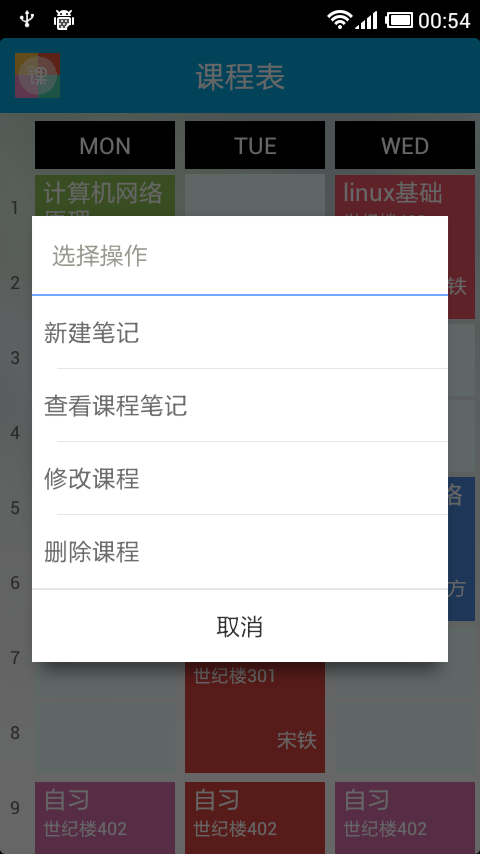 00:54
课
课程表
MON TUE WED
1
计算机网络
linux基础
2
铁
3
4
5
络
6
方
7
8
9
选择操作
新建笔记
查看课程笔记
修改课程
删除课程
取消
世纪楼301
宋铁
自习 自习 自习
世纪楼402 世纪楼402 世纪楼402